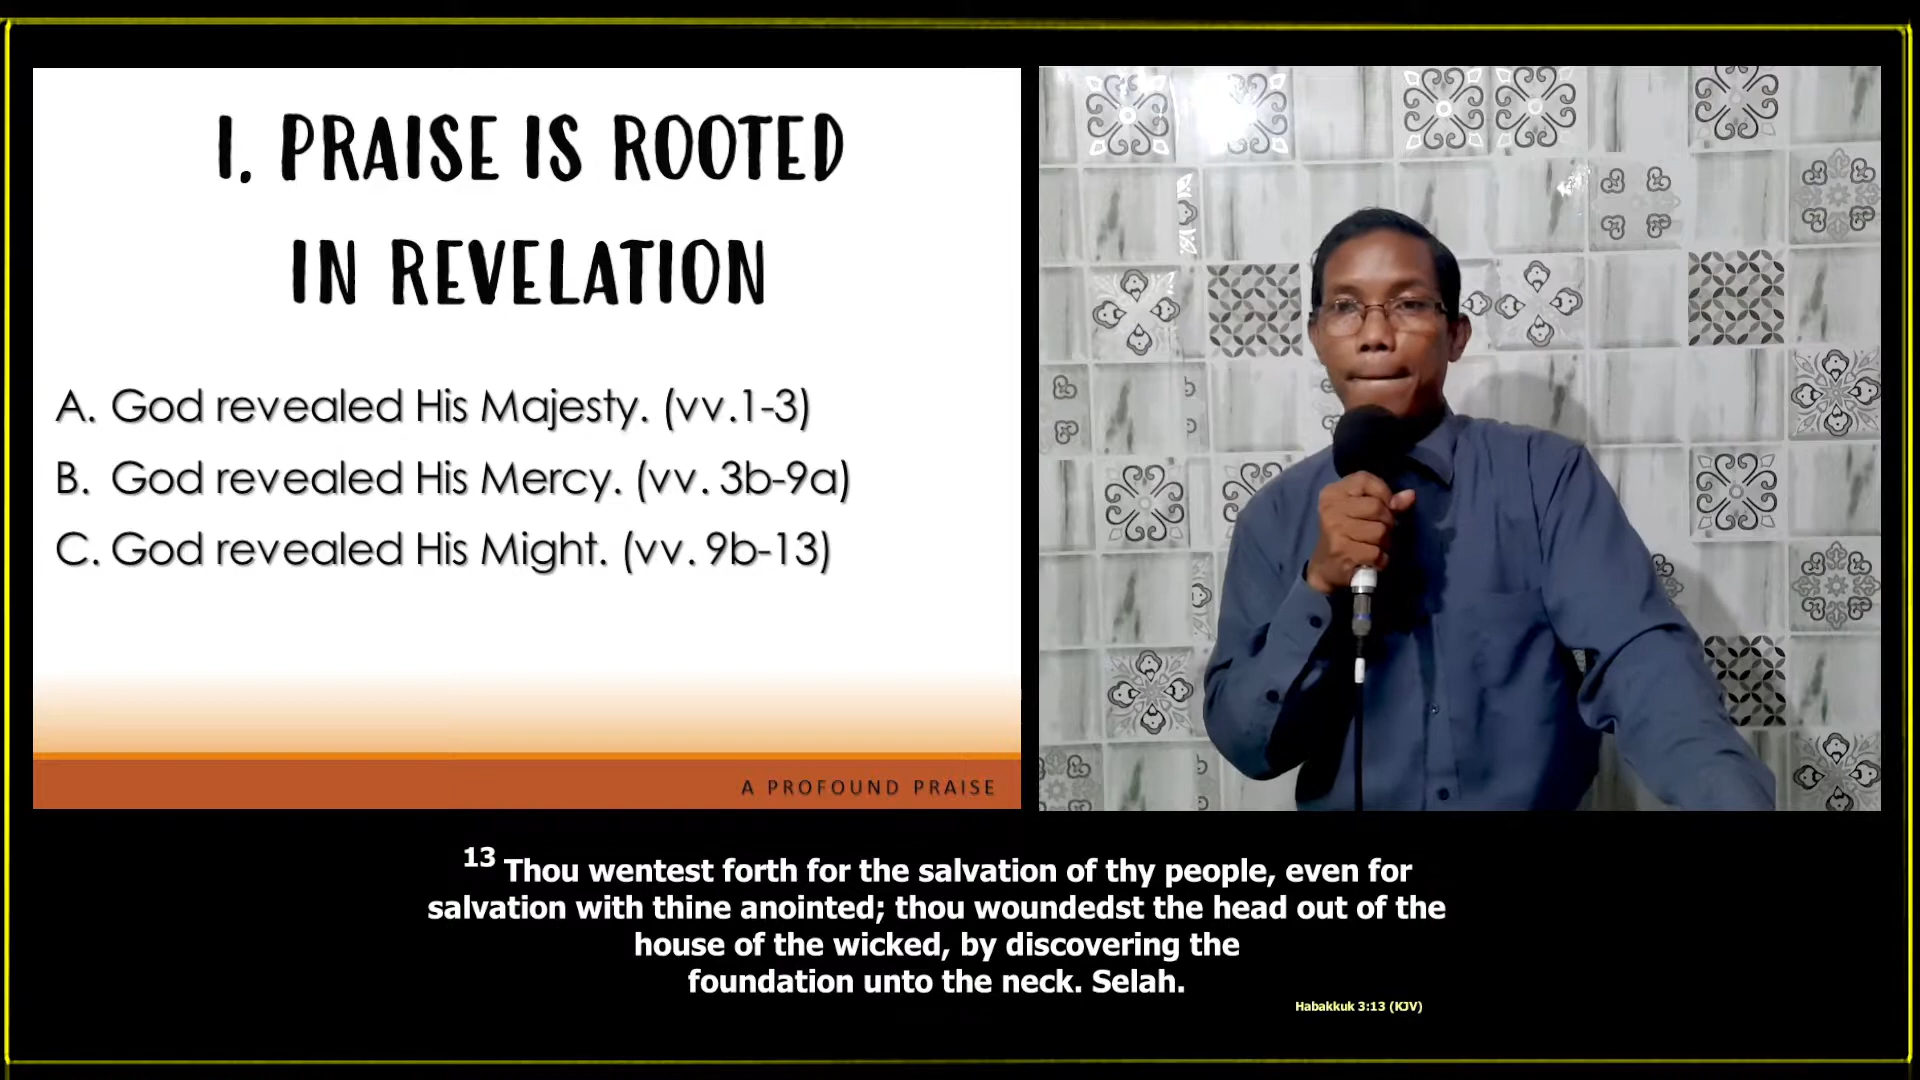 I. PRAISE IS ROOTED
IN REVELATION
A. God revealed His Majesty. (vv.1-3)
B. God revealed His Mercy. (vv. 3b-9a)
C. God revealed His Might. (vv. 9b-13)
A PROFOUND PRAISE
13 Thou wentest forth for the salvation of thy people, even for
salvation with thine anointed; thou woundedst the head out of the
house of the wicked, by discovering the
foundation unto the neck. Selah.
Habakkuk 3:13 (KJV)